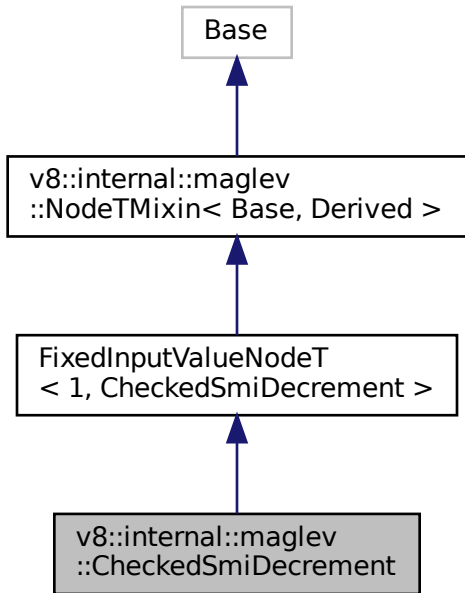 Base
v8::internal::maglev
::NodeTMixin< Base, Derived >
FixedInputValueNodeT
< 1, CheckedSmiDecrement >
v8::internal::maglev
::CheckedSmiDecrement